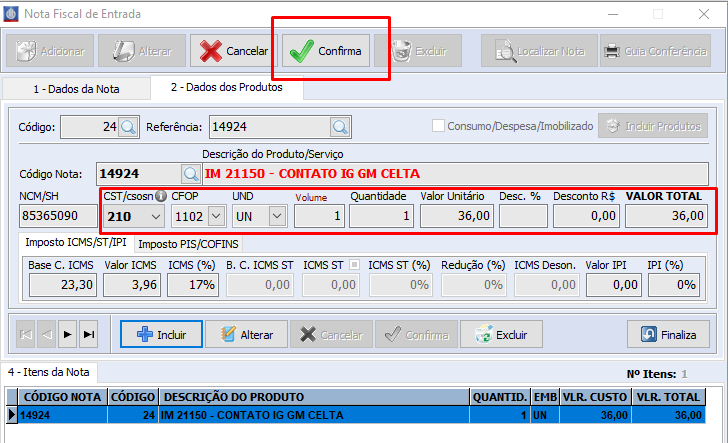 Nota Fiscal de Entrada
Adicionar Alterar Cancelar Confirma Excluir Localizar Nota Guia Conferência
1 - Dados da Nota 2 - Dados dos Produtos
Código: 24 Referência: 14924 Consumo/Despesa/Imobilizado Incluir Produtos
Descrição do Produto/Serviço
Código Nota: 14924 IM 21150 - CONTATO IG GM CELTA
NCM/SH CST/csosn CFOP UND Volume Quantidade Valor Unitário Desc. % Desconto R$ VALOR TOTAL
85365090 210 1102 UN 1 1 36,00 0,00 36,00
Imposto ICMS/ST/IPI Imposto PIS/COFINS
Base C. ICMS Valor ICMS ICMS (%) B. C. ICMS ST ICMS ST ICMS ST (%) Redução (%) ICMS Deson. Valor IPI IPI (%)
23,30 3,96 17% 0,00 0,00 0% 0% 0,00 0,00 0%
Incluir Alterar Cancelar Confirma Excluir Finaliza
4 - Itens da Nota Nº Itens: 1
CÓDIGO NOTA CÓDIGO DESCRIÇÃO DO PRODUTO QUANTID. EMB VLR. CUSTO VLR. TOTAL
14924 24 IM 21150 - CONTATO IG GM CELTA 1 UN 36,00 36,00